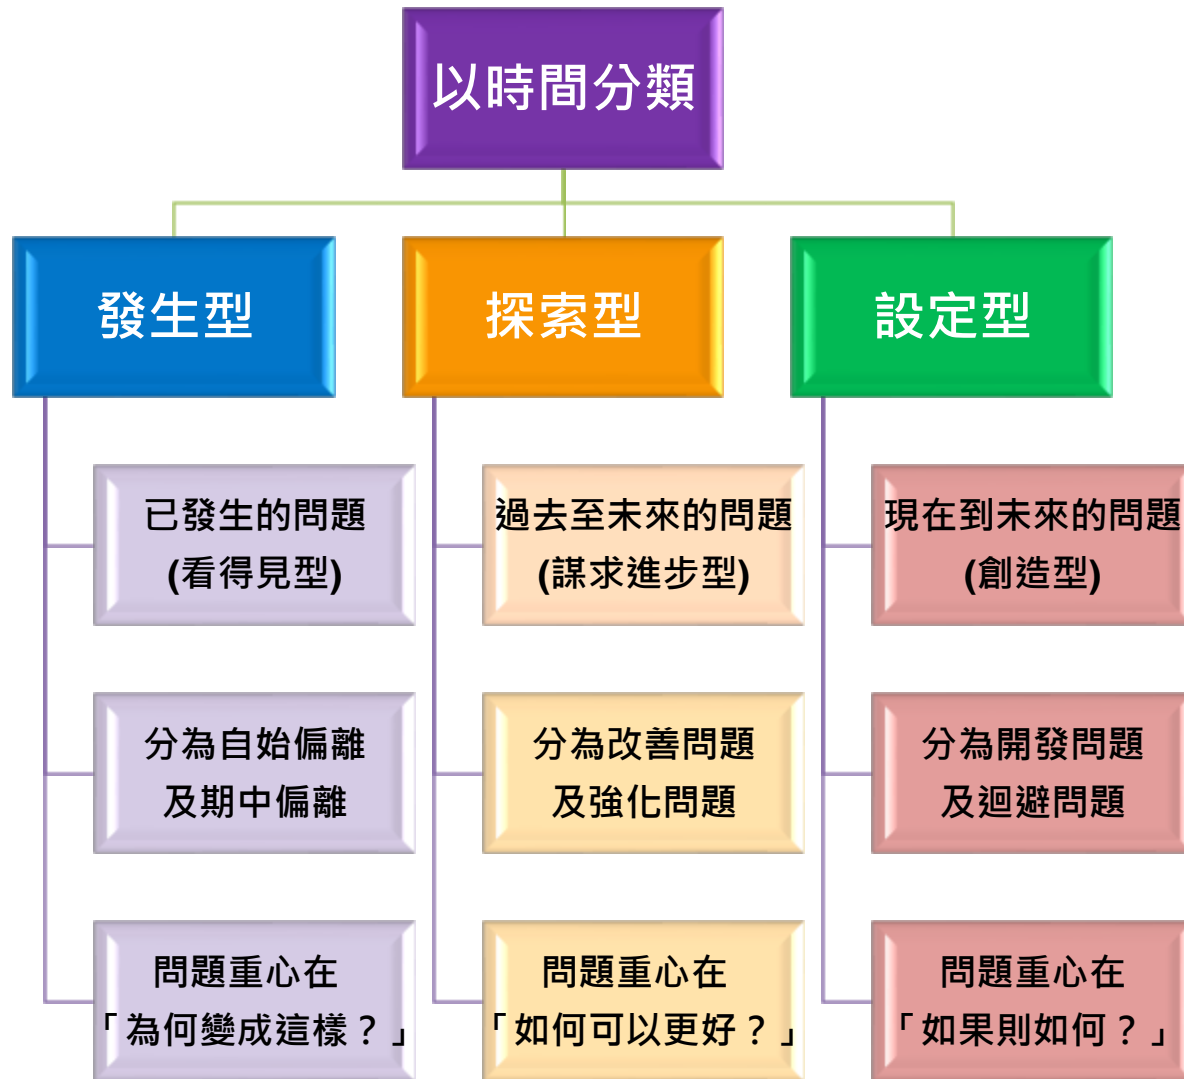 以時間分類
發生型
已發生的問題
(看得見型)
分為自始偏離
及期中偏離
問題重心在
「為何變成這樣？」
探索型
過去至未來的問題
(謀求進步型)
分為改善問題
及強化問題
問題重心在
「如何可以更好？」
設定型
現在到未來的問題
(創造型)
分為開發問題
及迴避問題
問題重心在
「如果則如何？」